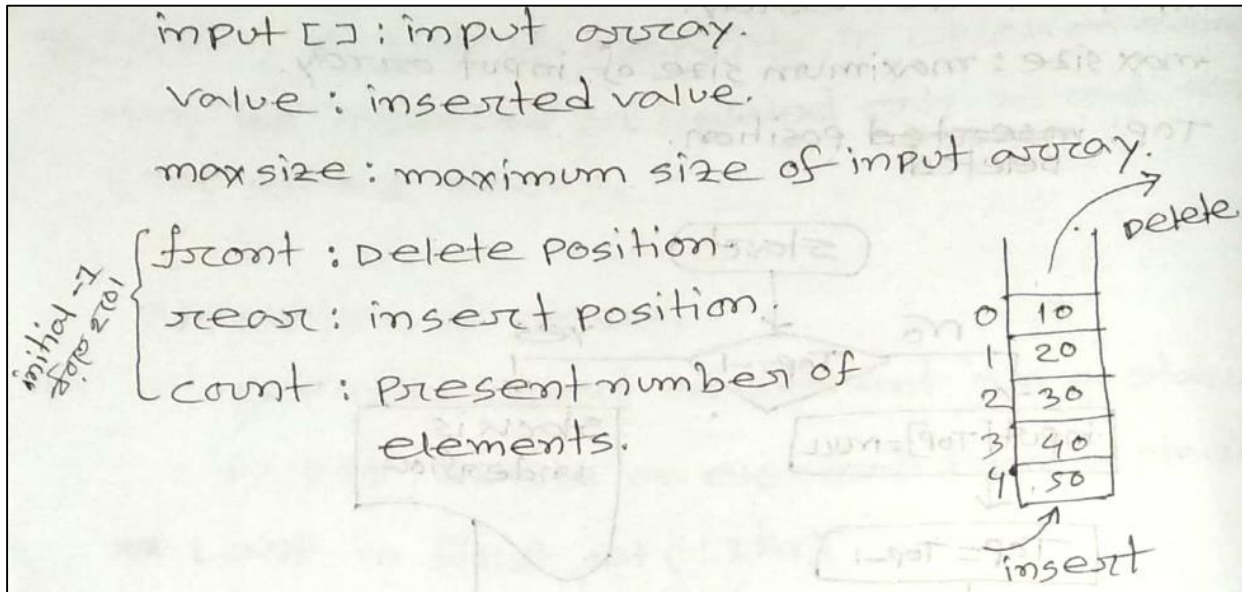 input [ ] : input array.
value : inserted value.
maxsize : maximum size of input array.
front : Delete position.
rear : insert position.
count : present number of
elements.
initial -1
Delete
0 10
1 20
2 30
3 40
4 50
insert